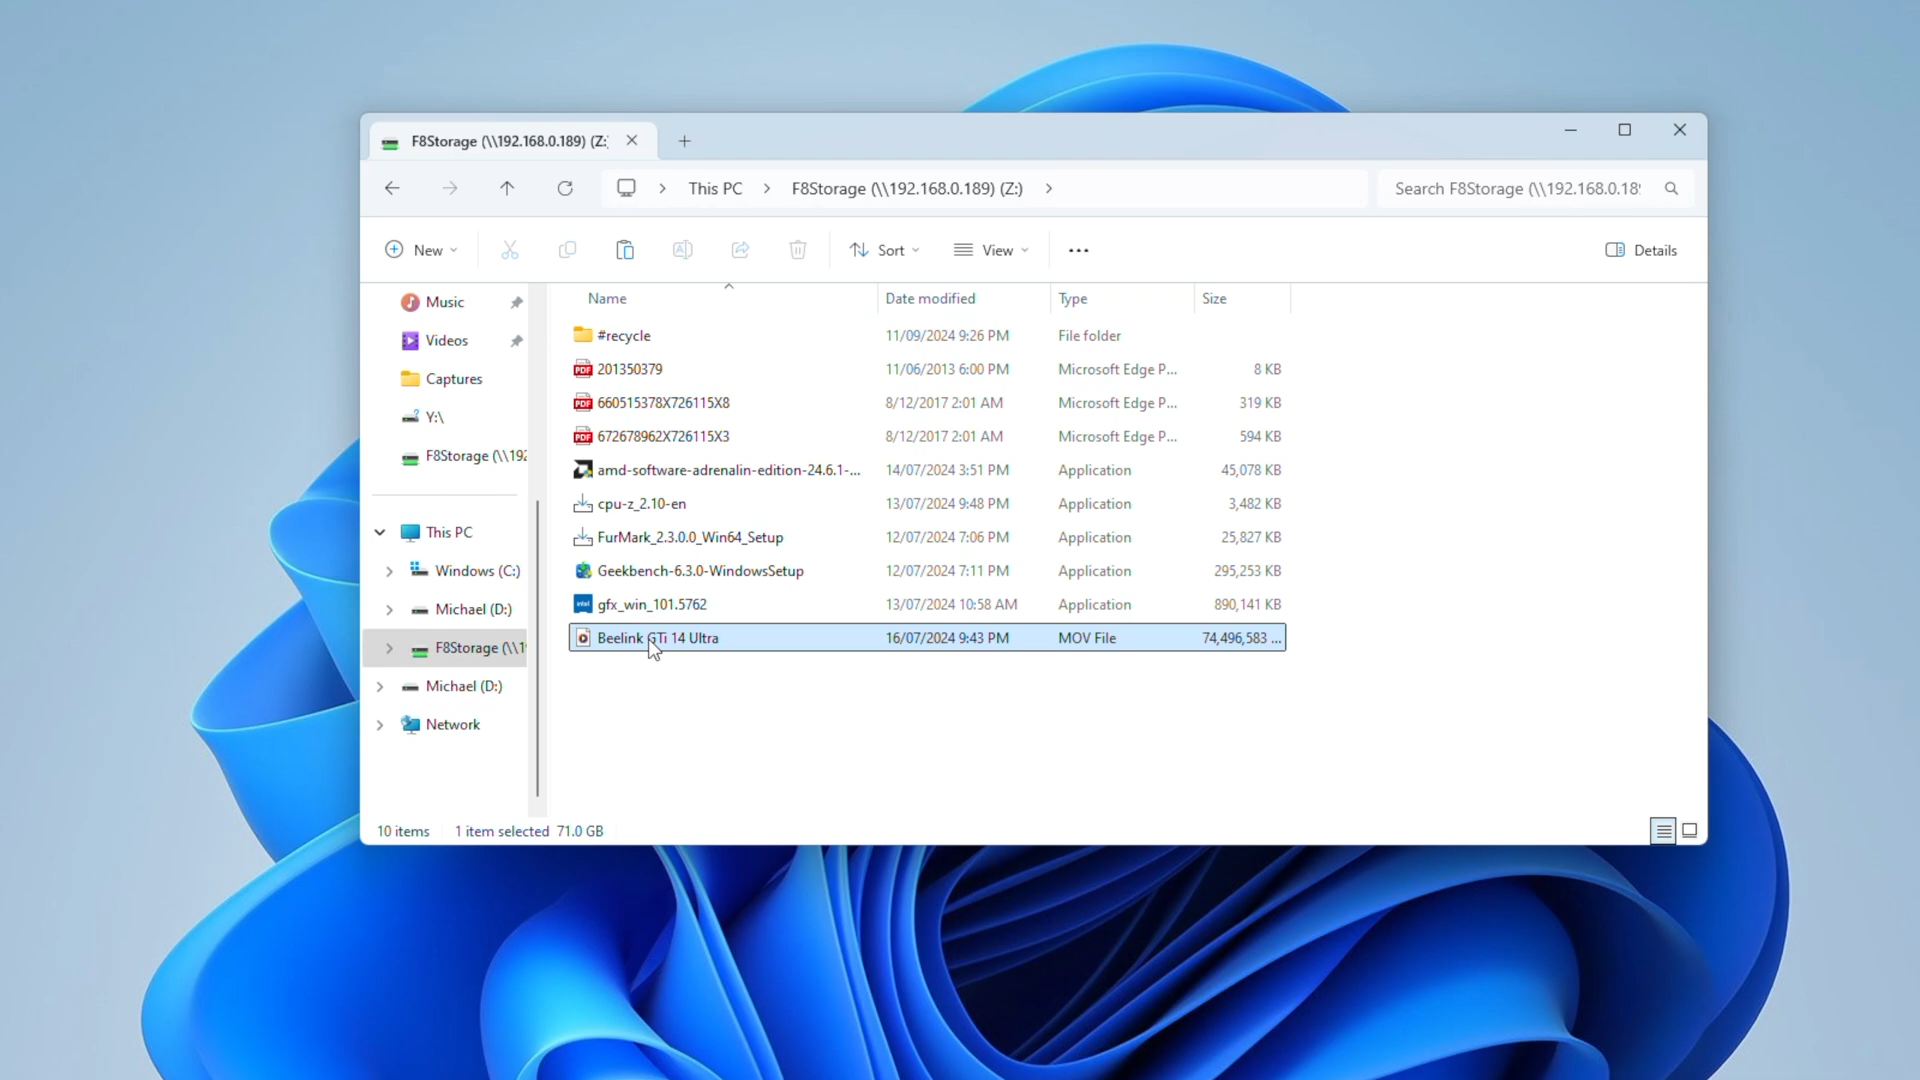 F8Storage (\\192.168.0.189) (Z:
This PC
F8Storage (\\192.168.0.189) (Z:)
Search F8Storage (\\192.168.0.18
New
Sort
View
Details
Music
Videos
Captures
Y:\
F8Storage (\\192
This PC
Windows (C:)
Michael (D:)
F8Storage (\\1
Michael (D:)
Network
Name Date modified Type Size
#recycle 11/09/2024 9:26 PM File folder
PDF 201350379 11/06/2013 6:00 PM Microsoft Edge P... 8 KB
PDF 660515378X726115X8 8/12/2017 2:01 AM Microsoft Edge P... 319 KB
PDF 672678962X726115X3 8/12/2017 2:01 AM Microsoft Edge P... 594 KB
amd-software-adrenalin-edition-24.6.1-... 14/07/2024 3:51 PM Application 45,078 KB
cpu-z_2.10-en 13/07/2024 9:48 PM Application 3,482 KB
FurMark_2.3.0.0_Win64_Setup 12/07/2024 7:06 PM Application 25,827 KB
Geekbench-6.3.0-WindowsSetup 12/07/2024 7:11 PM Application 295,253 KB
intel gfx_win_101.5762 13/07/2024 10:58 AM Application 890,141 KB
Beelink GTi 14 Ultra 16/07/2024 9:43 PM MOV File 74,496,583 ...
10 items 1 item selected 71.0 GB